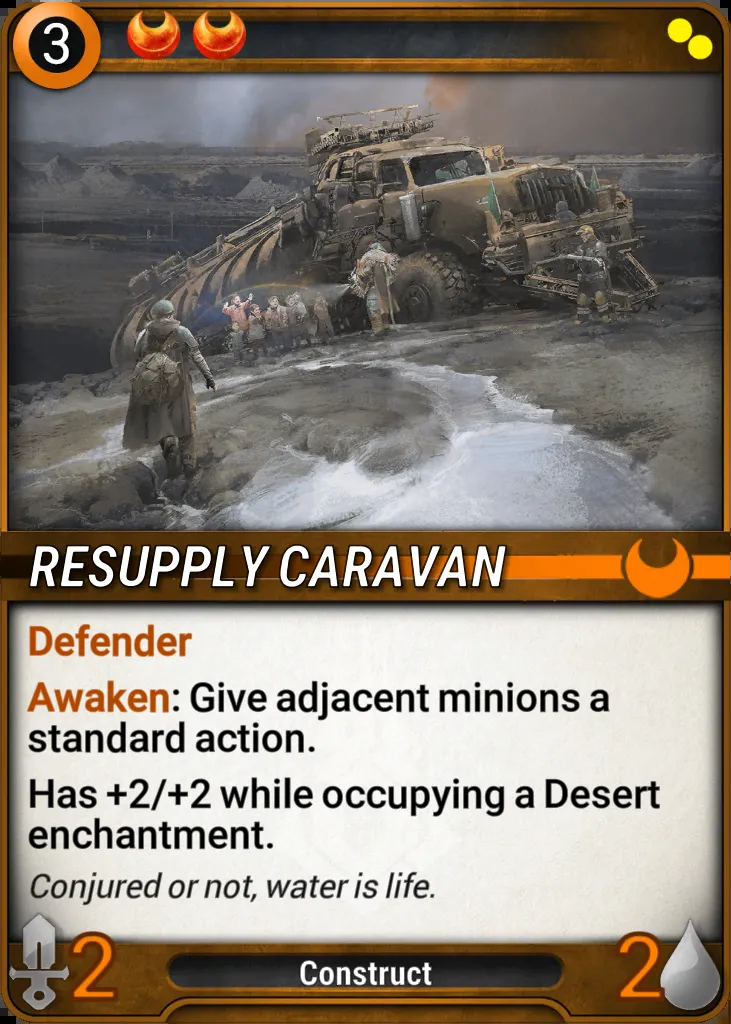 3
RESUPPLY CARAVAN
Defender
Awaken: Give adjacent minions a
standard action.
Has +2/+2 while occupying a Desert
enchantment.
Conjured or not, water is life.
2 Construct 2